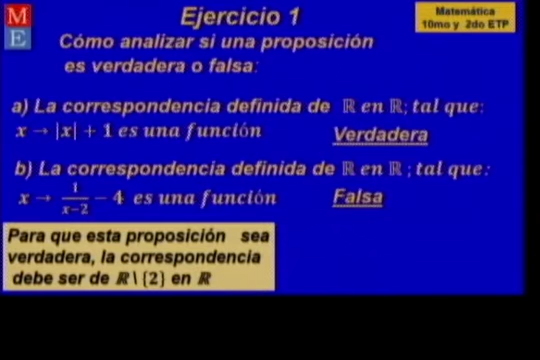 M
E
Ejercicio 1
Matemática
10mo y 2do ETP
Cómo analizar si una proposición
es verdadera o falsa:
a) La correspondencia definida de ℝ en ℝ; tal que:
x → |x| + 1 es una función Verdadera
b) La correspondencia definida de ℝ en ℝ ; tal que:
x → 1/(x−2) − 4 es una función Falsa
Para que esta proposición sea
verdadera, la correspondencia
debe ser de ℝ \ {2} en ℝ